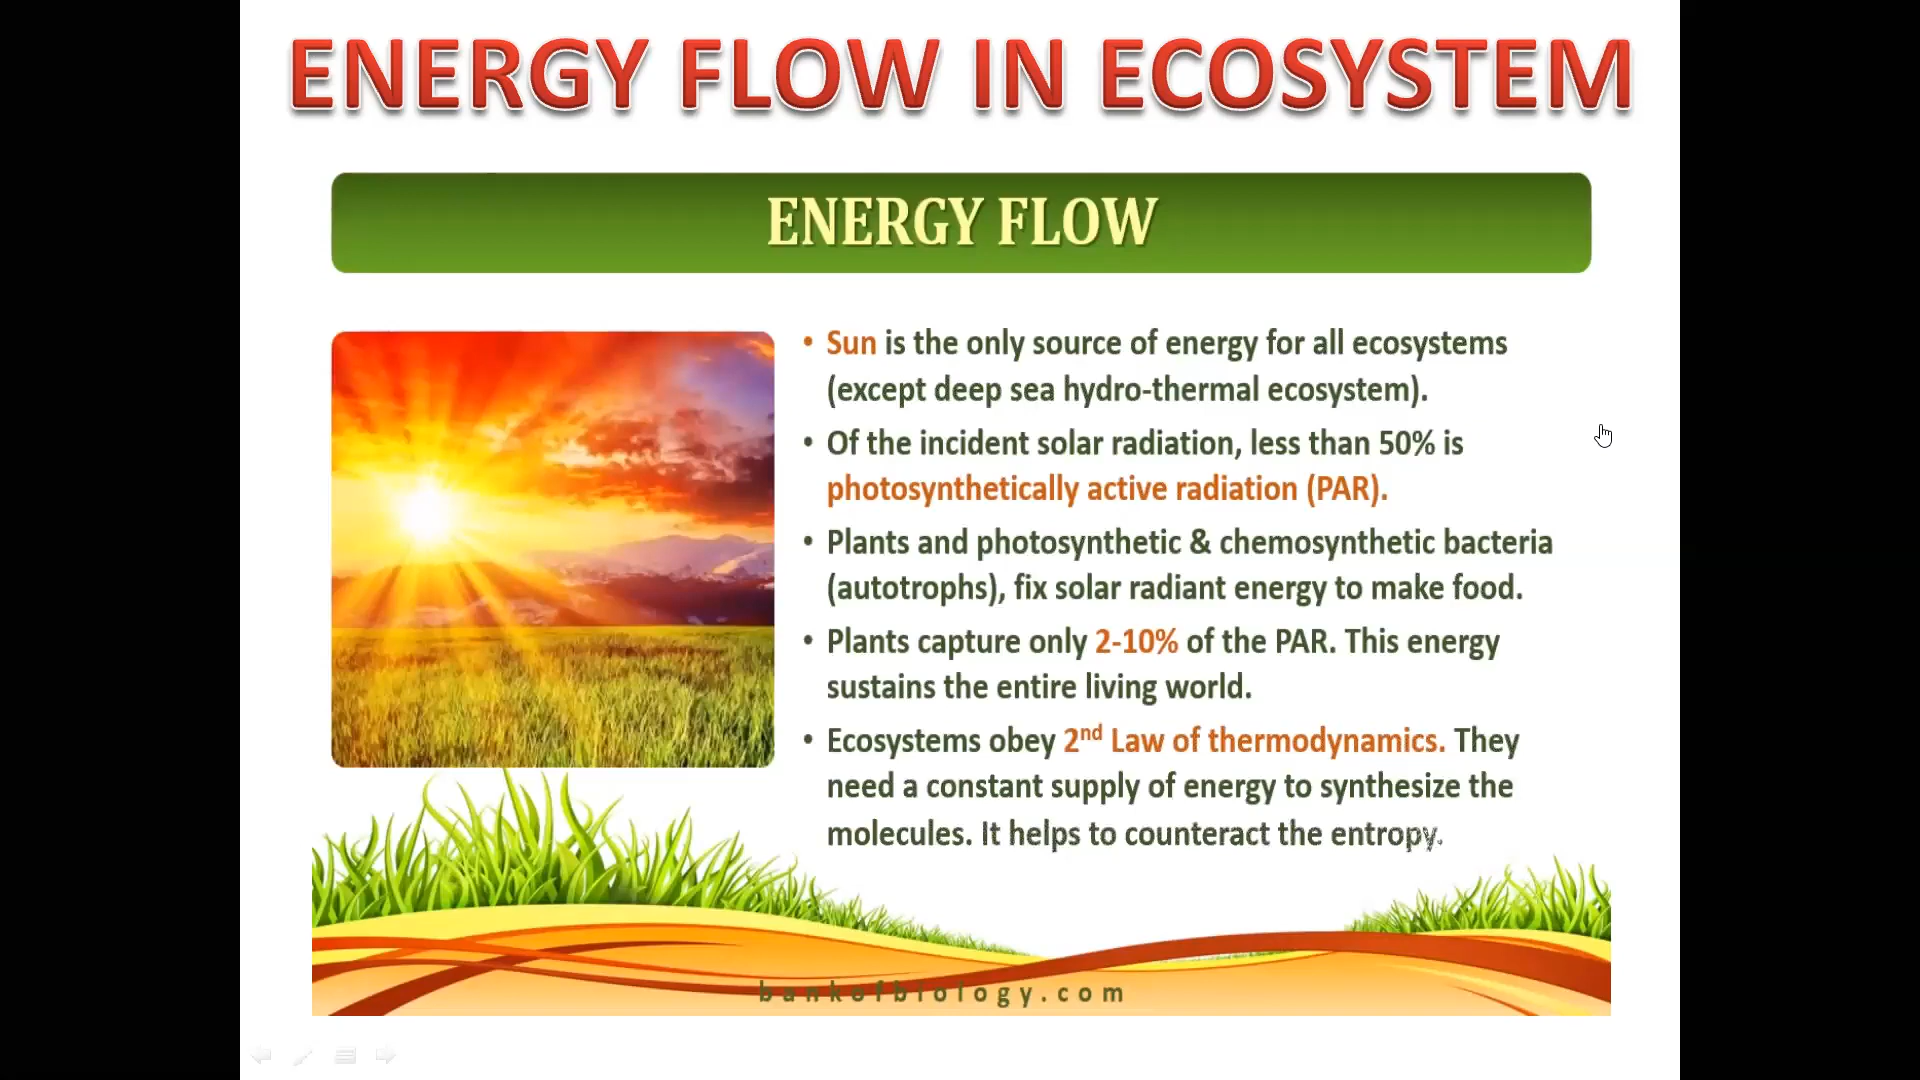 ENERGY FLOW IN ECOSYSTEM
ENERGY FLOW
• Sun is the only source of energy for all ecosystems
(except deep sea hydro-thermal ecosystem).
• Of the incident solar radiation, less than 50% is
photosynthetically active radiation (PAR).
• Plants and photosynthetic & chemosynthetic bacteria
(autotrophs), fix solar radiant energy to make food.
• Plants capture only 2-10% of the PAR. This energy
sustains the entire living world.
• Ecosystems obey 2nd Law of thermodynamics. They
need a constant supply of energy to synthesize the
molecules. It helps to counteract the entropy.
bankofbiology.com